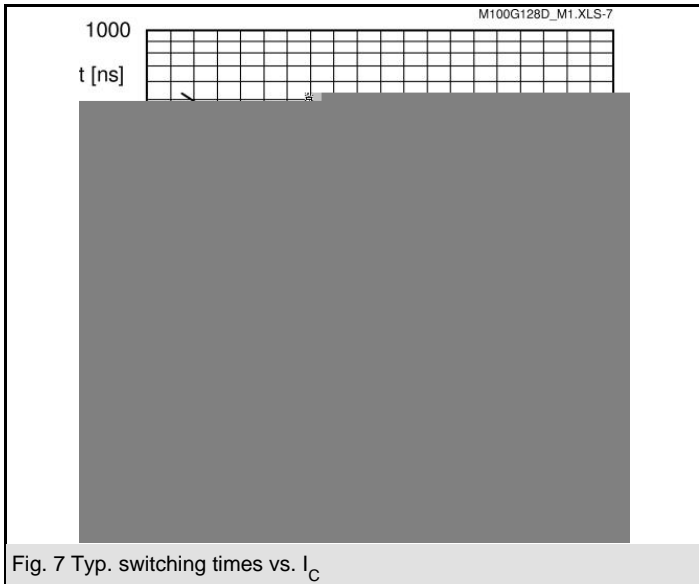 M100G128D_M1.XLS-7
1000
t [ns]
Fig. 7 Typ. switching times vs. I_C